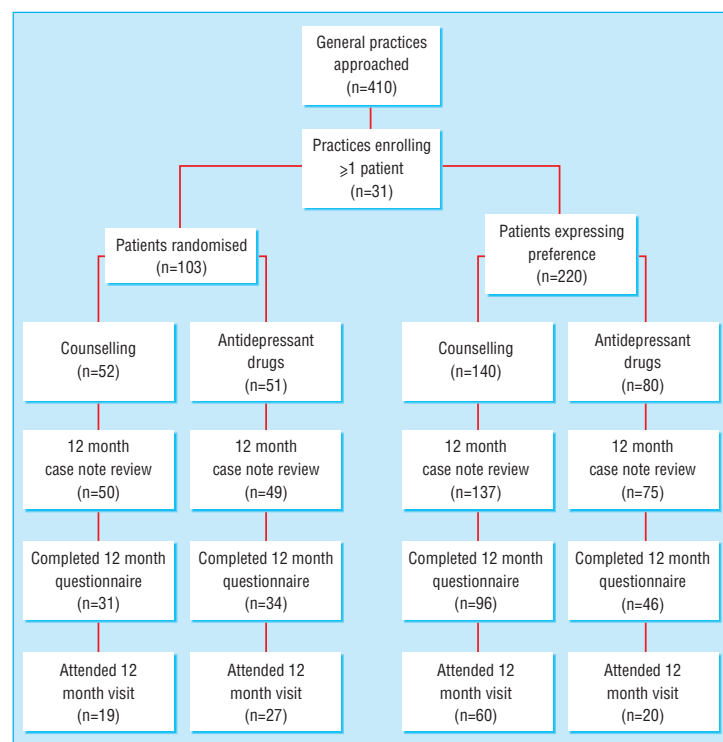 General practices
approached
(n=410)
Practices enrolling
⩾1 patient
(n=31)
Patients randomised
(n=103)
Patients expressing
preference
(n=220)
Counselling
(n=52)
Antidepressant
drugs
(n=51)
Counselling
(n=140)
Antidepressant
drugs
(n=80)
12 month
case note review
(n=50)
12 month
case note review
(n=49)
12 month
case note review
(n=137)
12 month
case note review
(n=75)
Completed 12 month
questionnaire
(n=31)
Completed 12 month
questionnaire
(n=34)
Completed 12 month
questionnaire
(n=96)
Completed 12 month
questionnaire
(n=46)
Attended 12
month visit
(n=19)
Attended 12
month visit
(n=27)
Attended 12
month visit
(n=60)
Attended 12
month visit
(n=20)